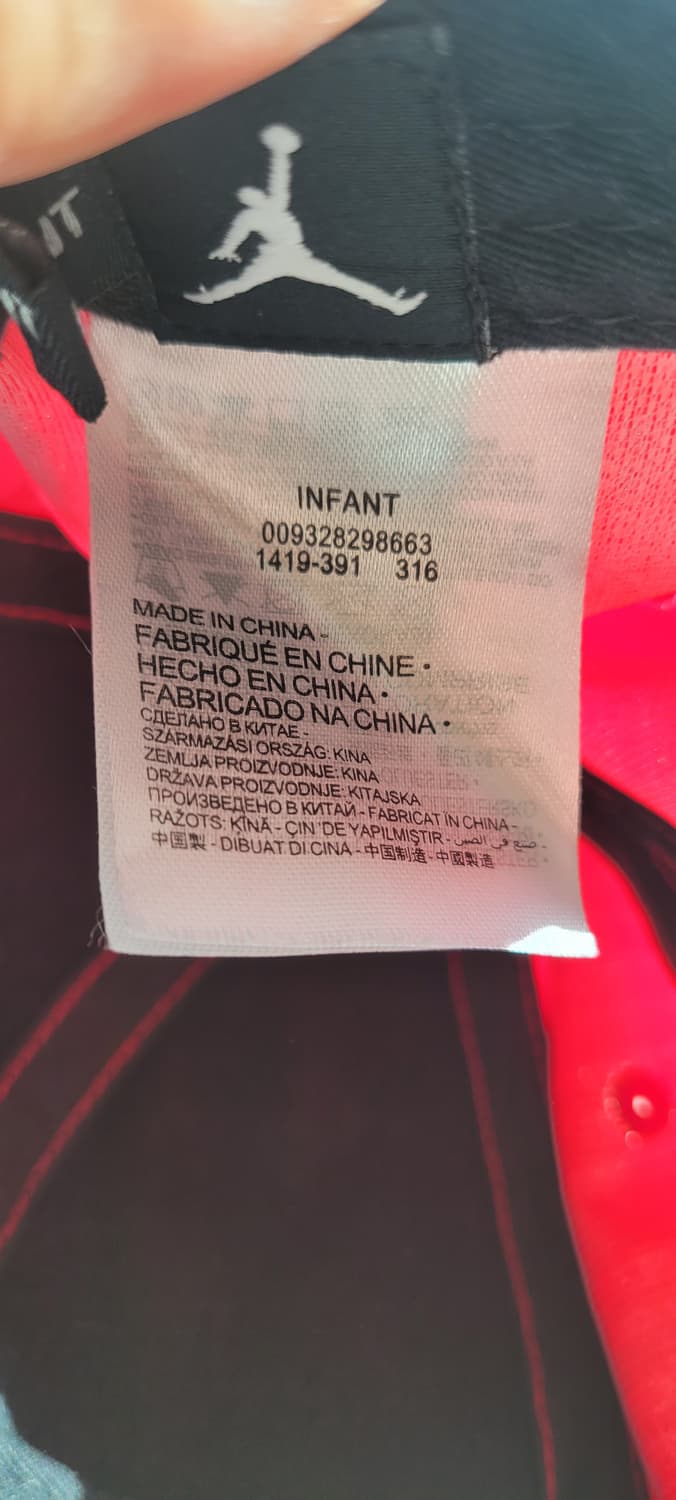 INFANT
009328298663
1419-391 316
MADE IN CHINA -
FABRIQUÉ EN CHINE •
HECHO EN CHINA •
FABRICADO NA CHINA •
СДЕЛАНО В КИТАЕ -
SZÁRMAZÁSI ORSZÁG: KINA
ZEMLJA PROIZVODNJE: KINA
DRŽAVA PROIZVODNJE: KITAJSKA
ПРОИЗВЕДЕНО В КИТАЙ - FABRICAT ÎN CHINA -
RAŽOTS: ĶĪNĀ - ÇIN 'DE YAPILMIŞTIR - صنع في الصين -
中国製 - DIBUAT DI CINA - 中国制造 - 中國製造